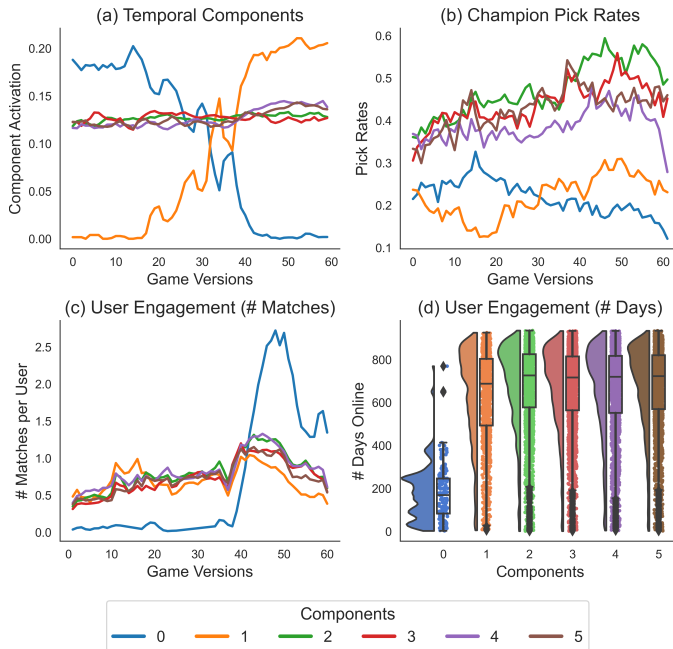 (a) Temporal Components
Component Activation
0.20
0.15
0.10
0.05
0.00
0 10 20 30 40 50 60
Game Versions
(b) Champion Pick Rates
Pick Rates
0.6
0.5
0.4
0.3
0.2
0.1
0 10 20 30 40 50 60
Game Versions
(c) User Engagement (# Matches)
# Matches per User
2.5
2.0
1.5
1.0
0.5
0.0
0 10 20 30 40 50 60
Game Versions
(d) User Engagement (# Days)
# Days Online
800
600
400
200
0
0 1 2 3 4 5
Components
Components
0 1 2 3 4 5